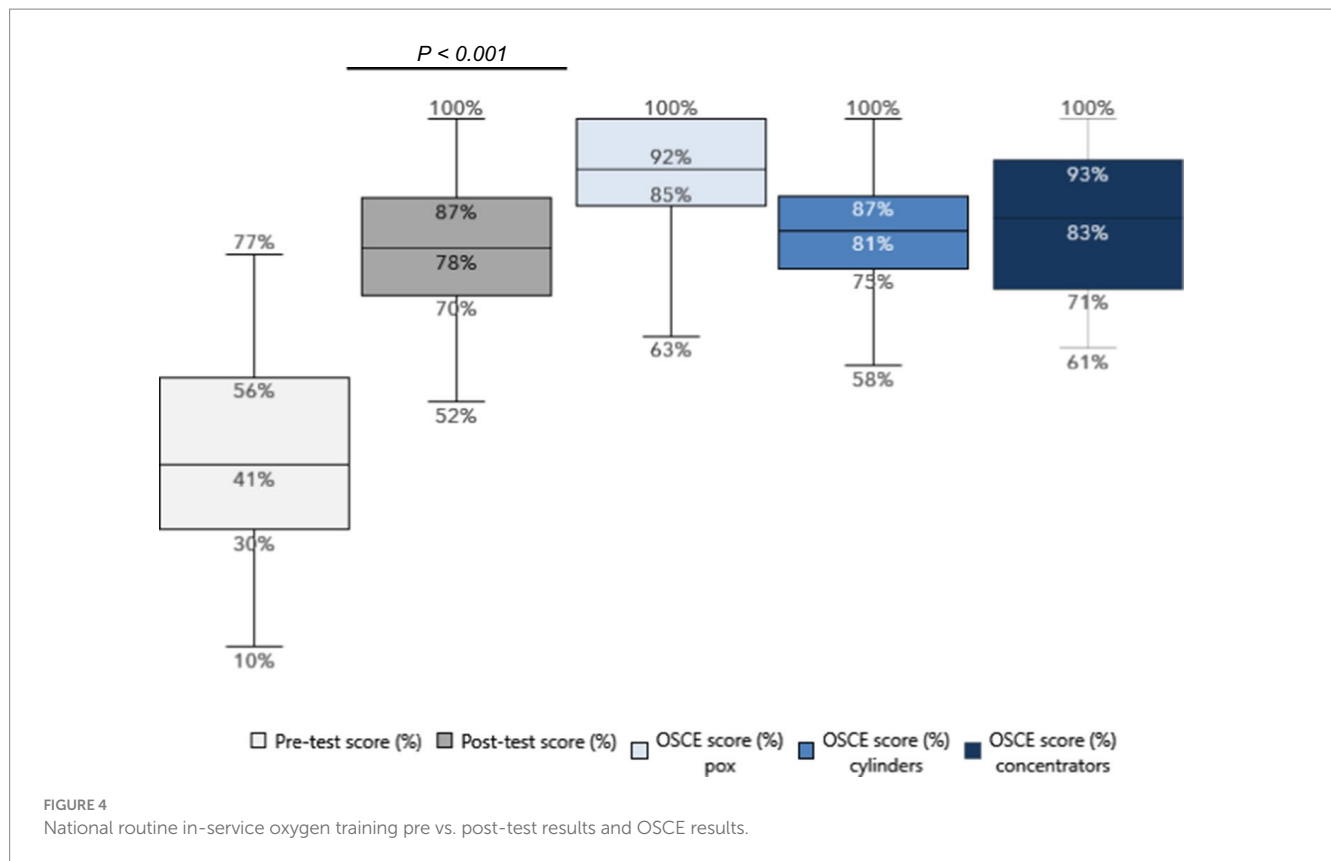 P < 0.001
100% 100% 100% 100%
92% 93%
87% 85% 87%
77% 78% 81% 83%
70% 75% 71%
63% 61%
56% 52% 58%
41%
30%
10%
Pre-test score (%) Post-test score (%) OSCE score (%) OSCE score (%) OSCE score (%)
pox cylinders concentrators
FIGURE 4
National routine in-service oxygen training pre vs. post-test results and OSCE results.